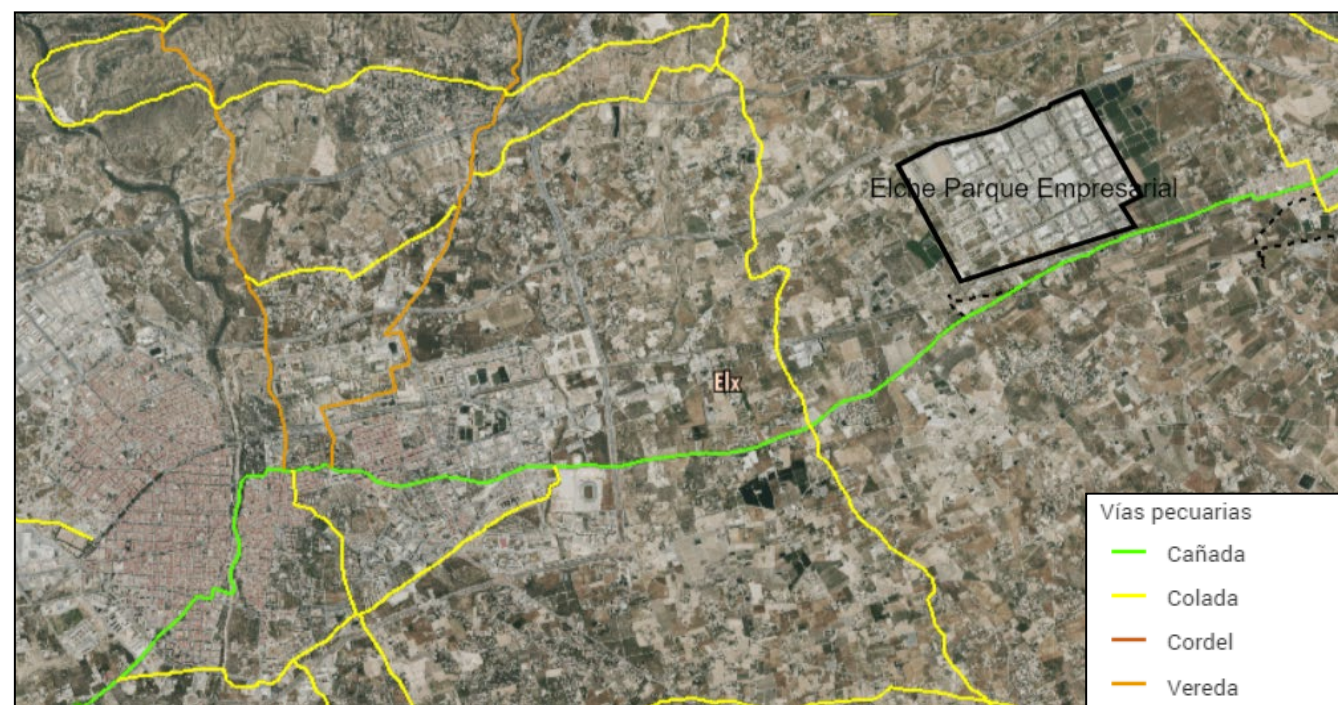 Elche Parque Empresarial
Elx
Vías pecuarias
Cañada
Colada
Cordel
Vereda